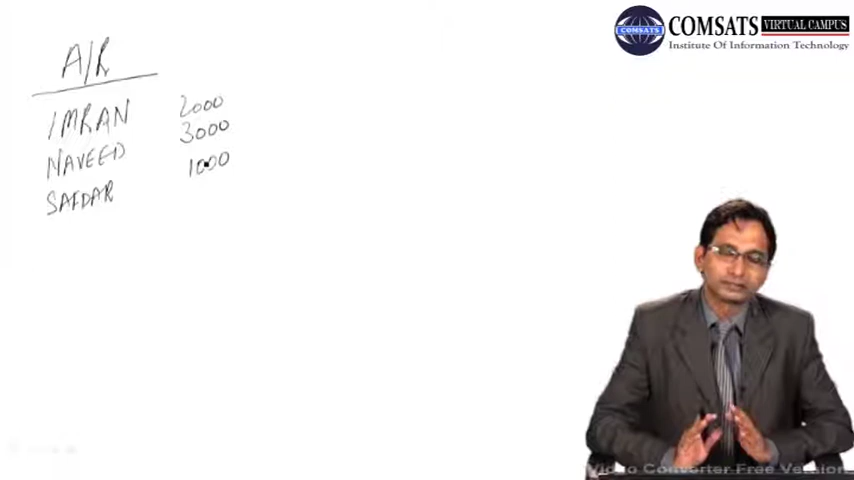 COMSATS VIRTUAL CAMPUS
Institute Of Information Technology
COMSATS
A/R
IMRAN 2000
NAVEED 3000
SAFDAR 1000
Video Converter Free Version